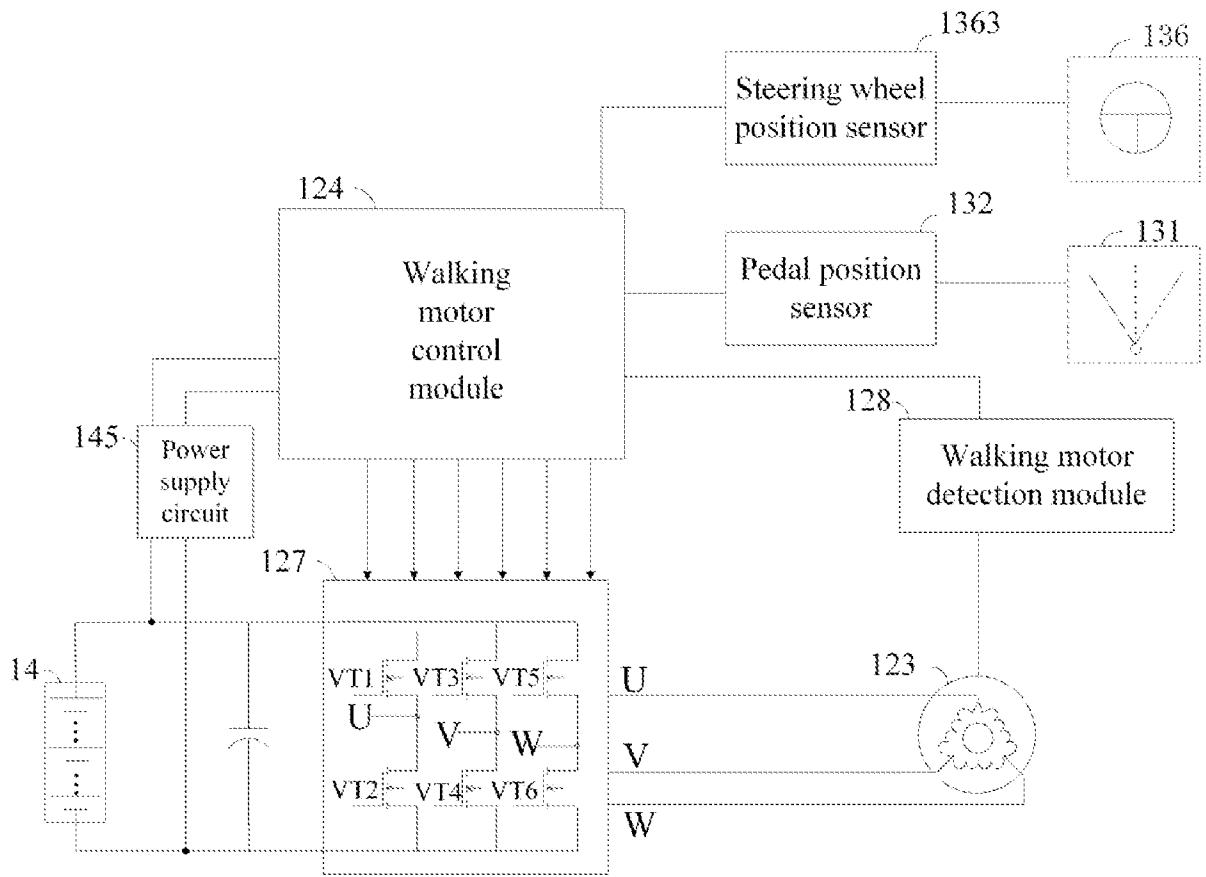 1363
136
Steering wheel
position sensor
124
132
131
Walking
motor
control
module
Pedal position
sensor
145
128
Power
supply
circuit
Walking motor
detection module
127
14
VT1
VT3
VT5
U
123
U
V
W
V
VT2
VT4
VT6
W